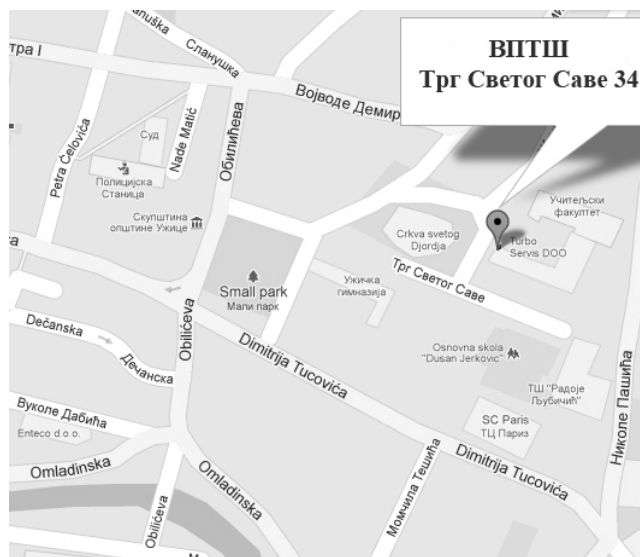 ВПТШ
Трг Светог Саве 34
Сланушка
Војводе Демир
Petra Ćelovića
Суд
Nade Matić
Обилићева
Полицијска
Станица
Скупштина
општине Ужице
Учитељски
факултет
Crkva svetog
Djordja
Turbo
Servis DOO
Трг Светог Саве
Ужичка
гимназија
Small park
Мали парк
Obilićeva
Dimitrija Tucovića
Dečanska
Дечанска
Osnovna skola
"Dusan Jerkovic"
ТШ "Радоје
Љубичић"
Николе Пашића
SC Paris
ТЦ Париз
Вуколе Дабића
Enteco d.o.o.
Omladinska
Omladinska
Obilićeva
Момчила Тешића
Dimitrija Tucovića